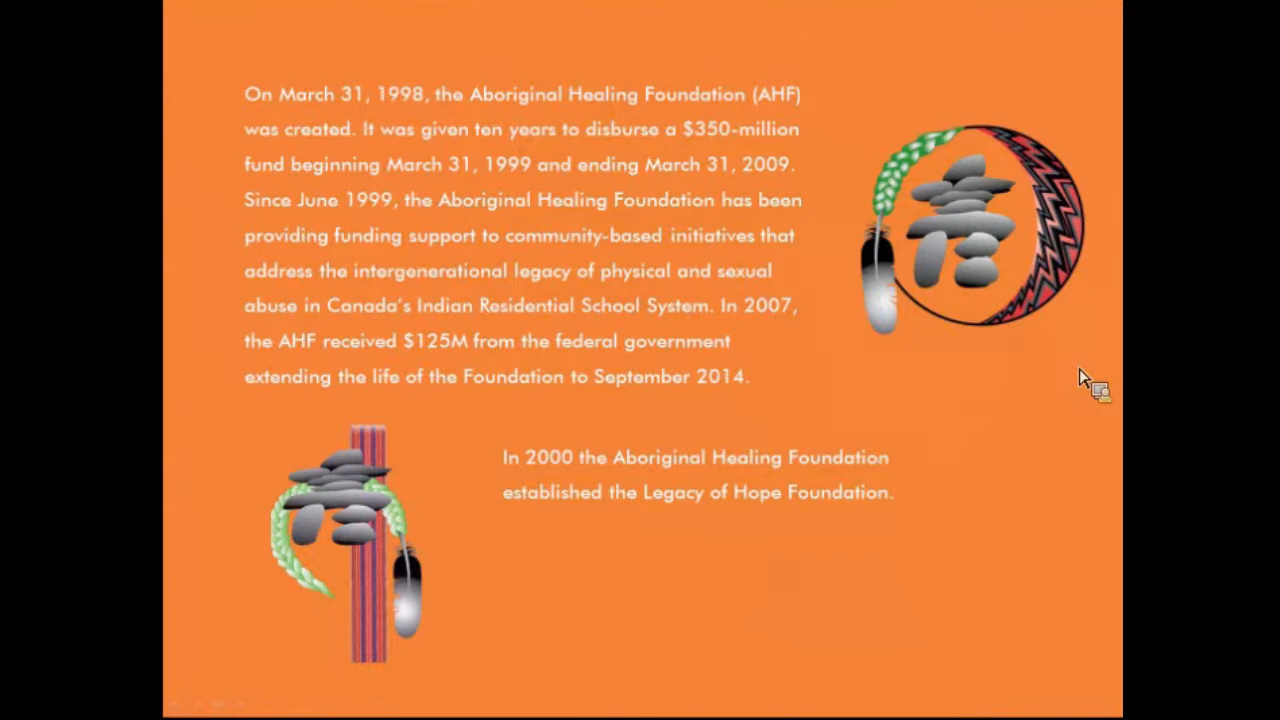 On March 31, 1998, the Aboriginal Healing Foundation (AHF)
was created. It was given ten years to disburse a $350-million
fund beginning March 31, 1999 and ending March 31, 2009.
Since June 1999, the Aboriginal Healing Foundation has been
providing funding support to community-based initiatives that
address the intergenerational legacy of physical and sexual
abuse in Canada's Indian Residential School System. In 2007,
the AHF received $125M from the federal government
extending the life of the Foundation to September 2014.
In 2000 the Aboriginal Healing Foundation
established the Legacy of Hope Foundation.